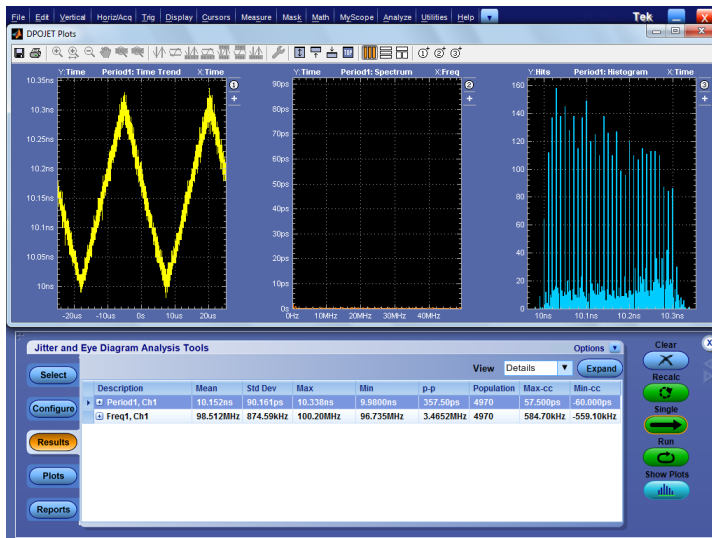 File Edit Vertical Horiz/Acq Trig Display Cursors Measure Mask Math MyScope Analyze Utilities Help Tek X
DPOJET Plots
Y:Time Period1: Time Trend X:Time
10.35ns
10.3ns
10.25ns
10.2ns
10.15ns
10.1ns
10.05ns
10ns
-20us -10us 0s 10us 20us
1
+
Y:Time Period1: Spectrum X:Freq
90ps
80ps
70ps
60ps
50ps
40ps
30ps
20ps
10ps
0s
0Hz 10MHz 20MHz 30MHz 40MHz
2
+
Y:Hits Period1: Histogram X:Time
160
140
120
100
80
60
40
20
0
10ns 10.1ns 10.2ns 10.3ns
3
+
Jitter and Eye Diagram Analysis Tools Options
View Details Expand
Description Mean Std Dev Max Min p-p Population Max-cc Min-cc
Period1, Ch1 10.152ns 90.161ps 10.338ns 9.9800ns 357.50ps 4970 57.500ps -60.000ps
Freq1, Ch1 98.512MHz 874.59kHz 100.20MHz 96.735MHz 3.4652MHz 4970 584.70kHz -559.10kHz
Select
Configure
Results
Plots
Reports
Clear
Recalc
Single
Run
Show Plots